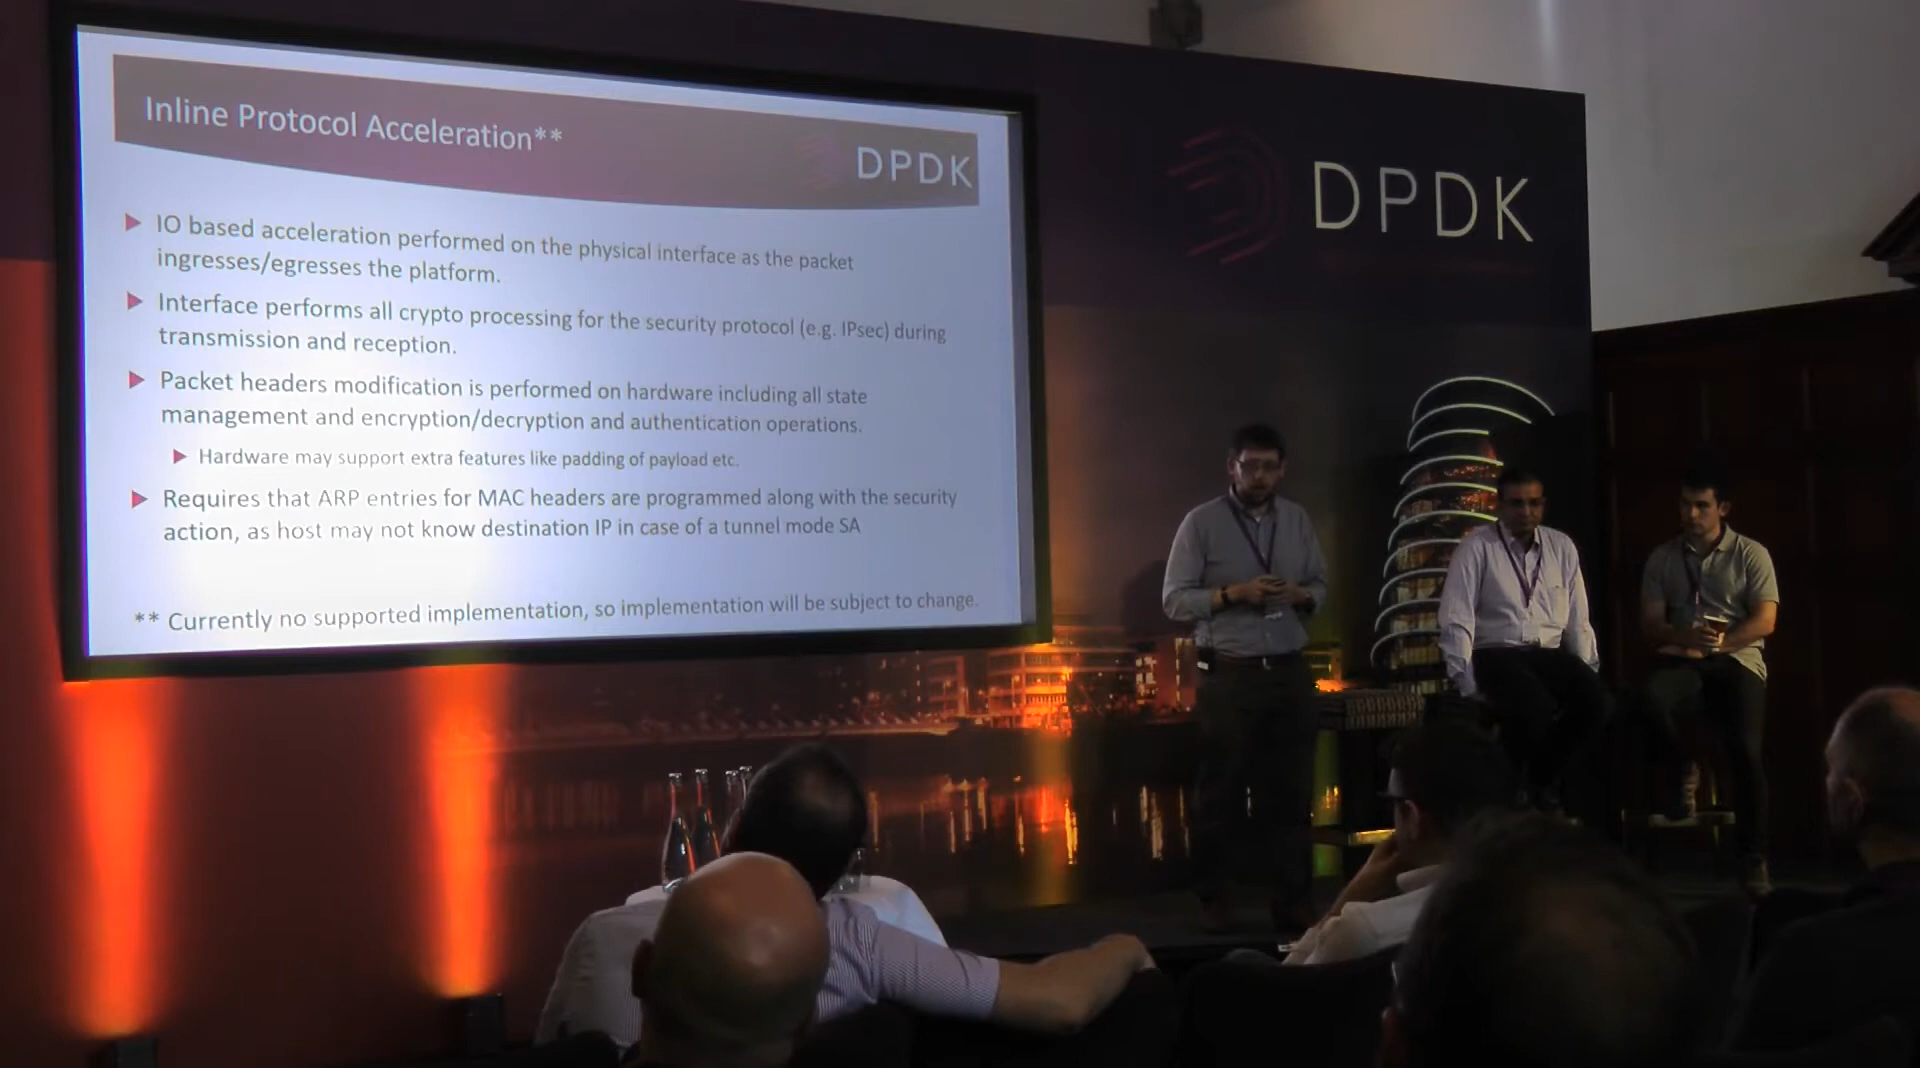 Inline Protocol Acceleration**
DPDK
IO based acceleration performed on the physical interface as the packet
ingresses/egresses the platform.
Interface performs all crypto processing for the security protocol (e.g. IPsec) during
transmission and reception.
Packet headers modification is performed on hardware including all state
management and encryption/decryption and authentication operations.
Hardware may support extra features like padding of payload etc.
Requires that ARP entries for MAC headers are programmed along with the security
action, as host may not know destination IP in case of a tunnel mode SA
** Currently no supported implementation, so implementation will be subject to change.
DPDK